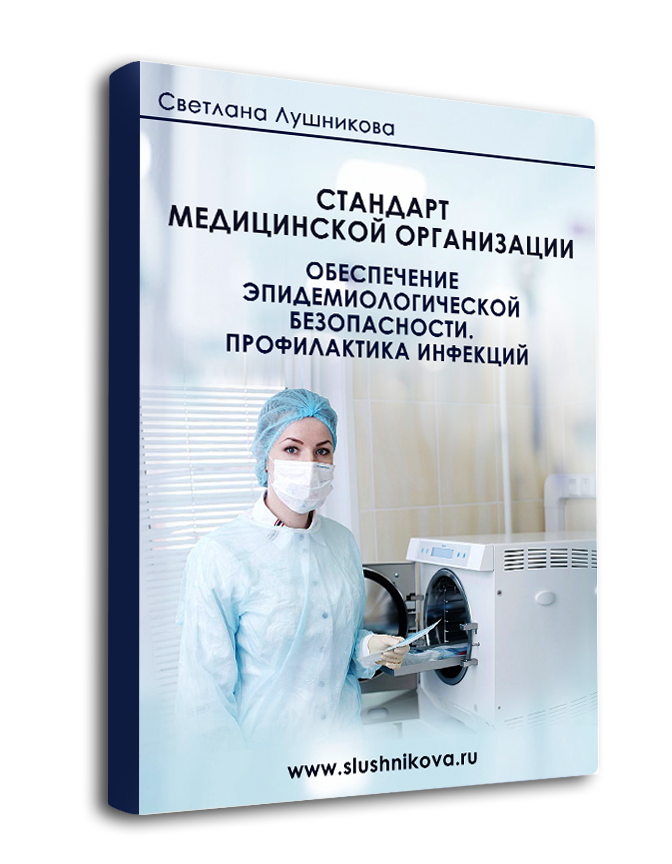 Светлана Лушникова
СТАНДАРТ
МЕДИЦИНСКОЙ ОРГАНИЗАЦИИ
ОБЕСПЕЧЕНИЕ
ЭПИДЕМИОЛОГИЧЕСКОЙ
БЕЗОПАСНОСТИ.
ПРОФИЛАКТИКА ИНФЕКЦИЙ
www.slushnikova.ru